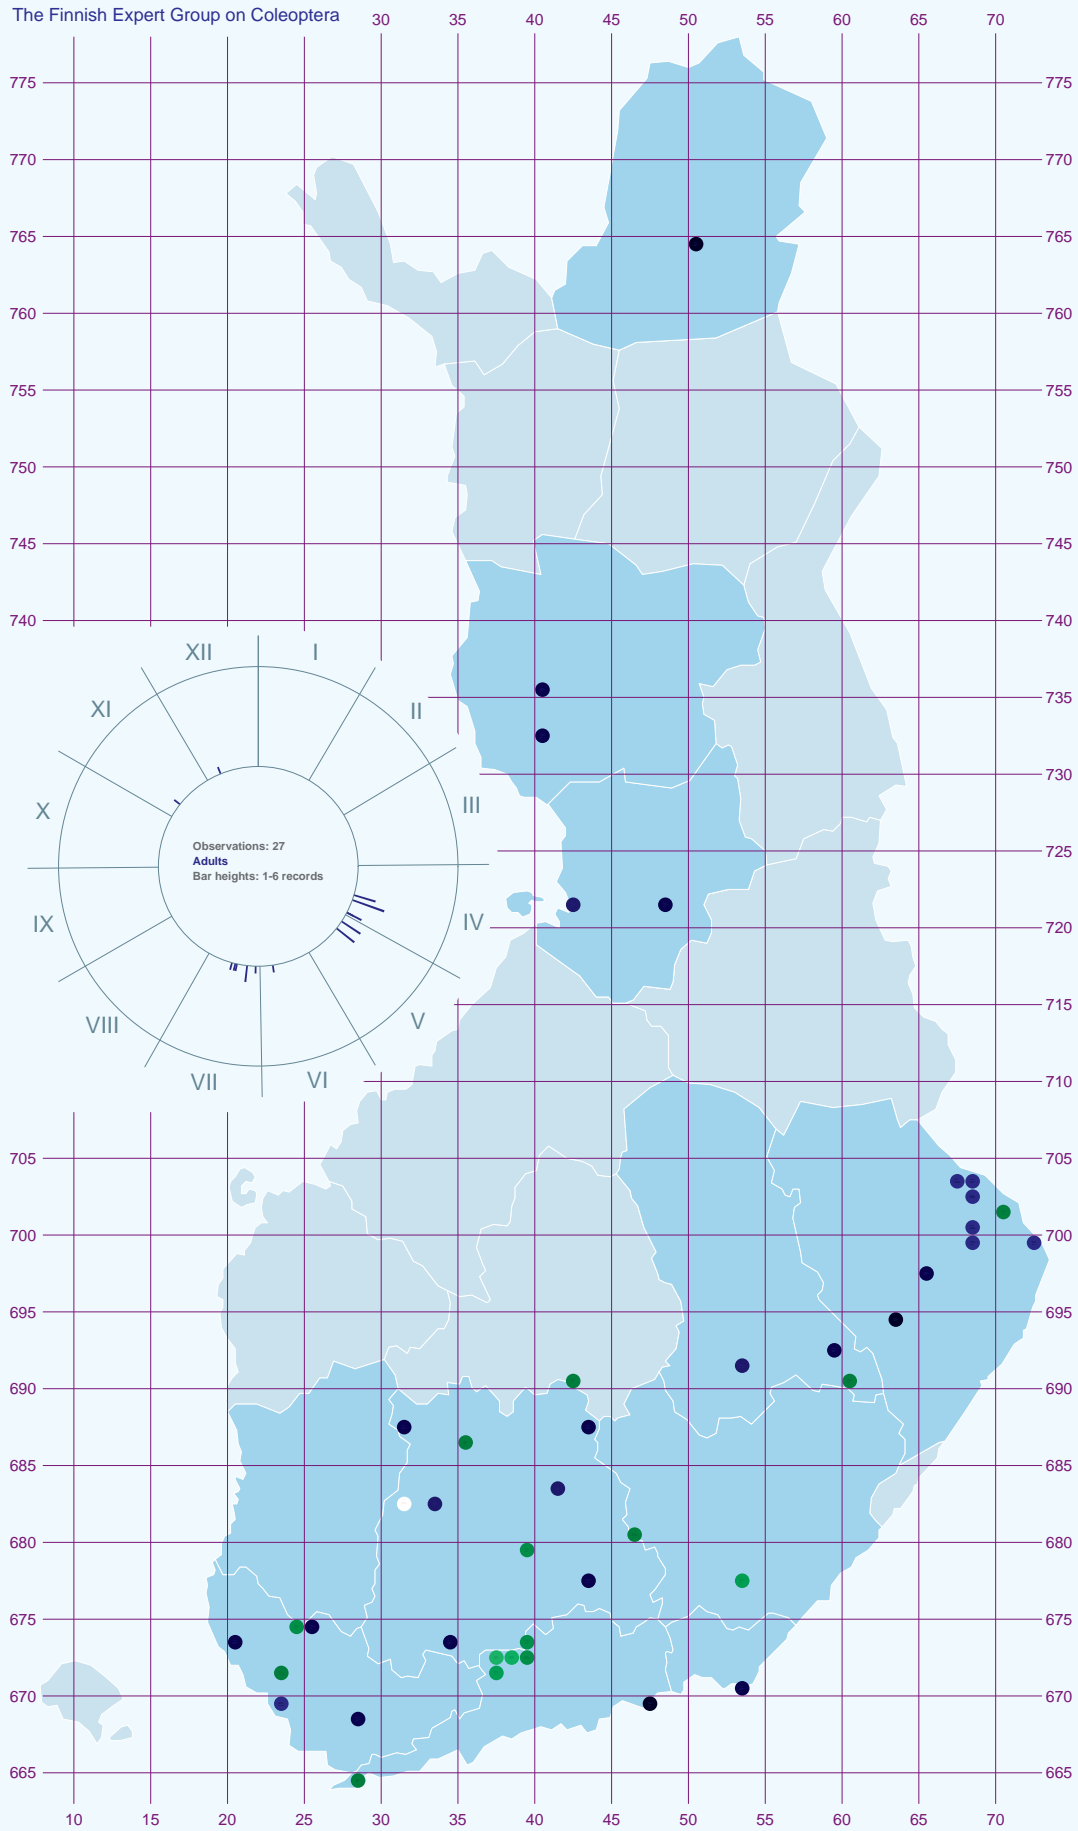 The Finnish Expert Group on Coleoptera
30 35 40 45 50 55 60 65 70
775 775
770 770
765 765
760 760
755 755
750 750
745 745
740 740
XII I
XI II
735
730
X III
725
Observations: 27
Adults
Bar heights: 1-6 records
IX IV
720
715
VIII V
VII VI
710
705 705
700 700
695 695
690 690
685 685
680 680
675 675
670 670
665 665
10 15 20 25 30 35 40 45 50 55 60 65 70